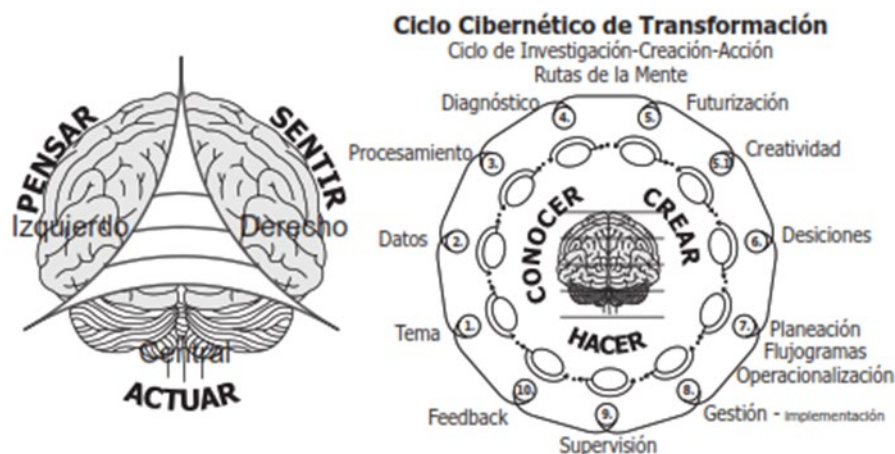 PENSAR
SENTIR
Izquierdo
Derecho
Central
ACTUAR
Ciclo Cibernético de Transformación
Ciclo de Investigación-Creación-Acción
Rutas de la Mente
Diagnóstico
4.
5.
Futurización
Procesamiento
3.
5.1
Creatividad
Datos
2.
6.
Desiciones
Tema
1.
7.
Planeación
Flujogramas
Operacionalización
Feedback
10.
8.
Gestión - implementación
9.
Supervisión
CONOCER
CREAR
HACER